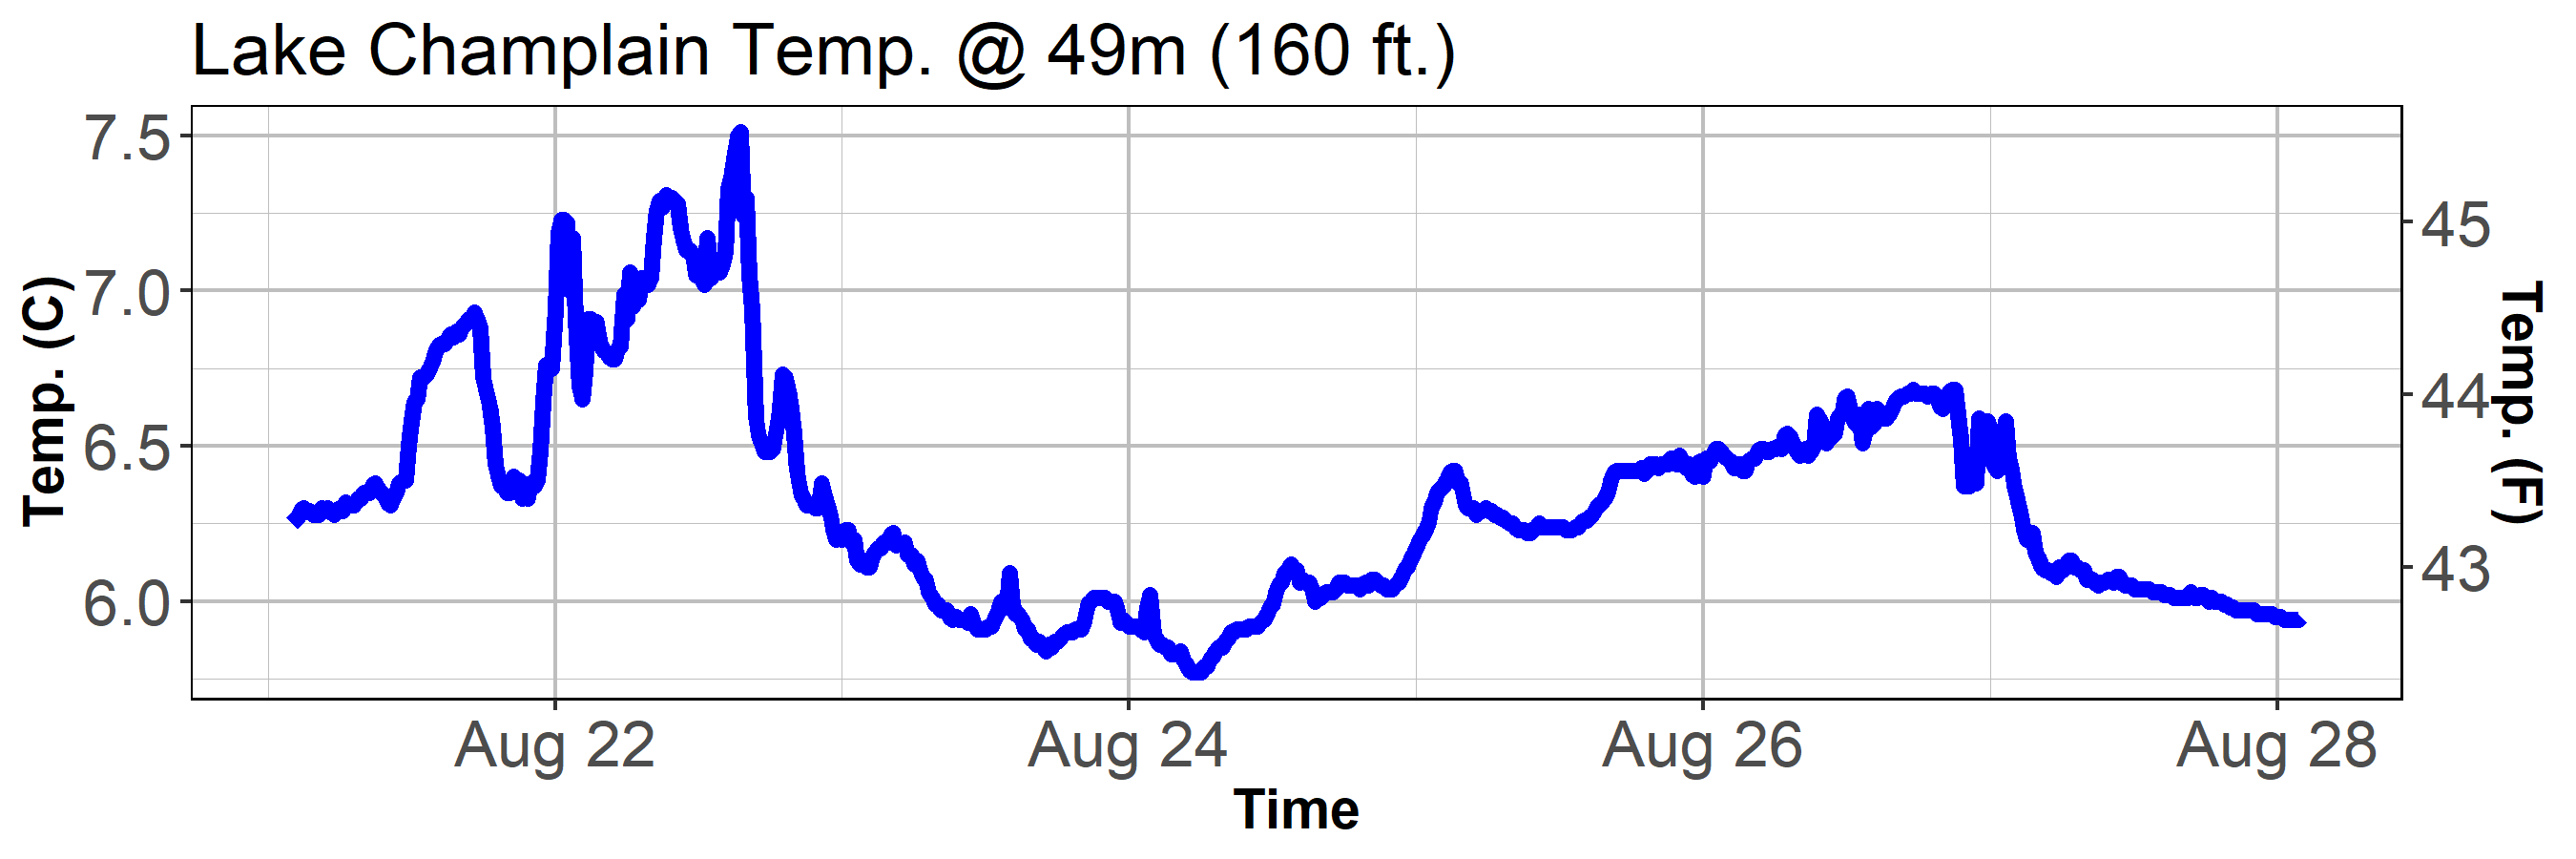 Lake Champlain Temp. @ 49m (160 ft.)
7.5
7.0
6.5
6.0
Temp. (C)
45
44
43
Temp. (F)
Aug 22 Aug 24 Aug 26 Aug 28
Time